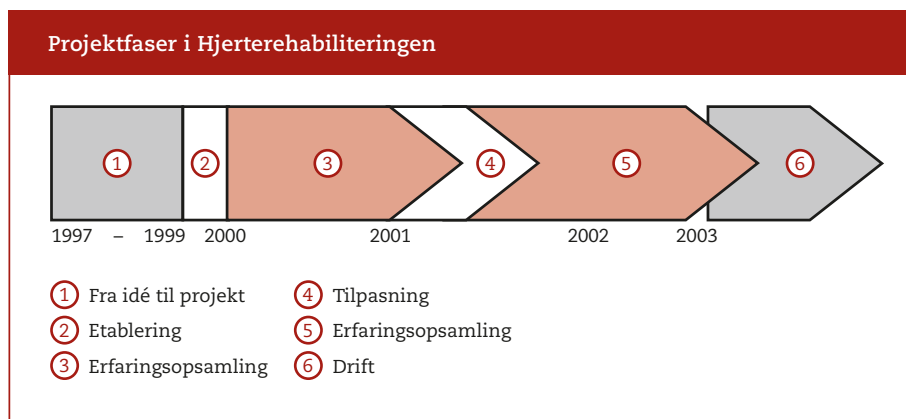 Projektfaser i Hjerterehabiliteringen
1 2 3 4 5 6
1997 – 1999 2000 2001 2002 2003
1 Fra idé til projekt
2 Etablering
3 Erfaringsopsamling
4 Tilpasning
5 Erfaringsopsamling
6 Drift